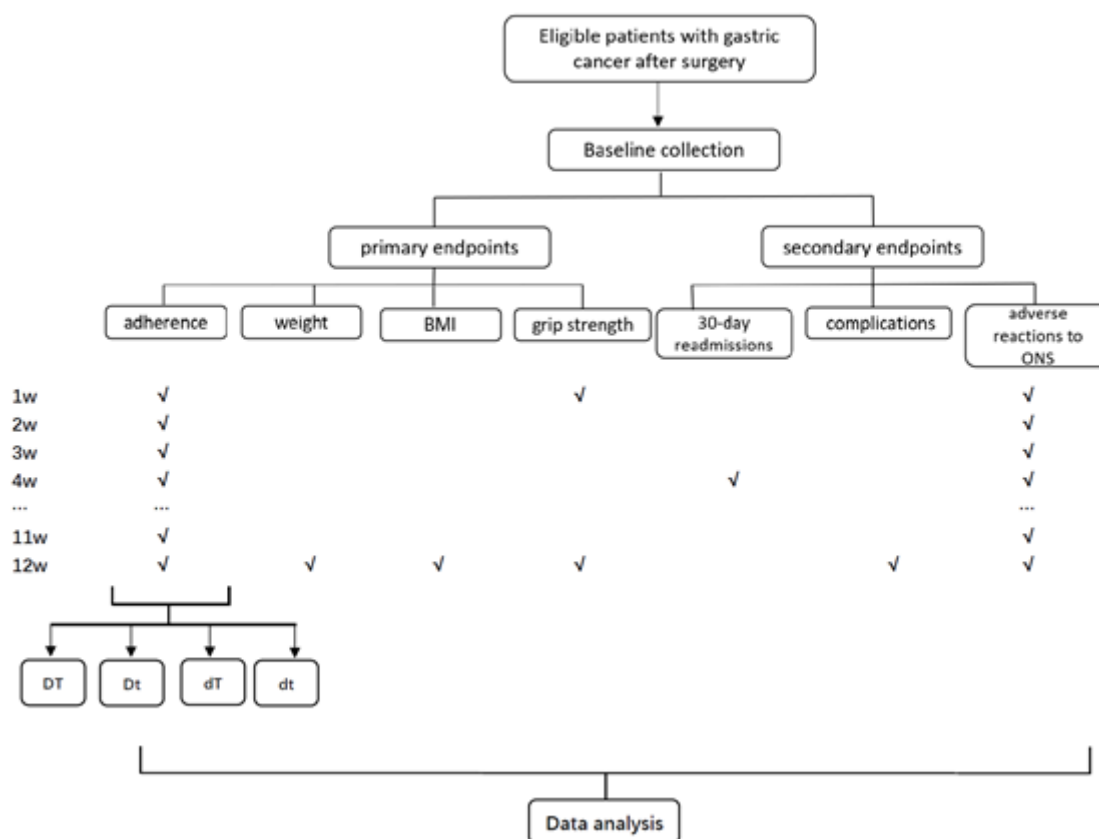 Eligible patients with gastric
cancer after surgery
Baseline collection
primary endpoints
secondary endpoints
adherence
weight
BMI
grip strength
30-day
readmissions
complications
adverse
reactions to
ONS
1w √ √ √
2w √ √
3w √ √
4w √ √ √
... ... ...
11w √ √
12w √ √ √ √ √ √
DT
Dt
dT
dt
Data analysis